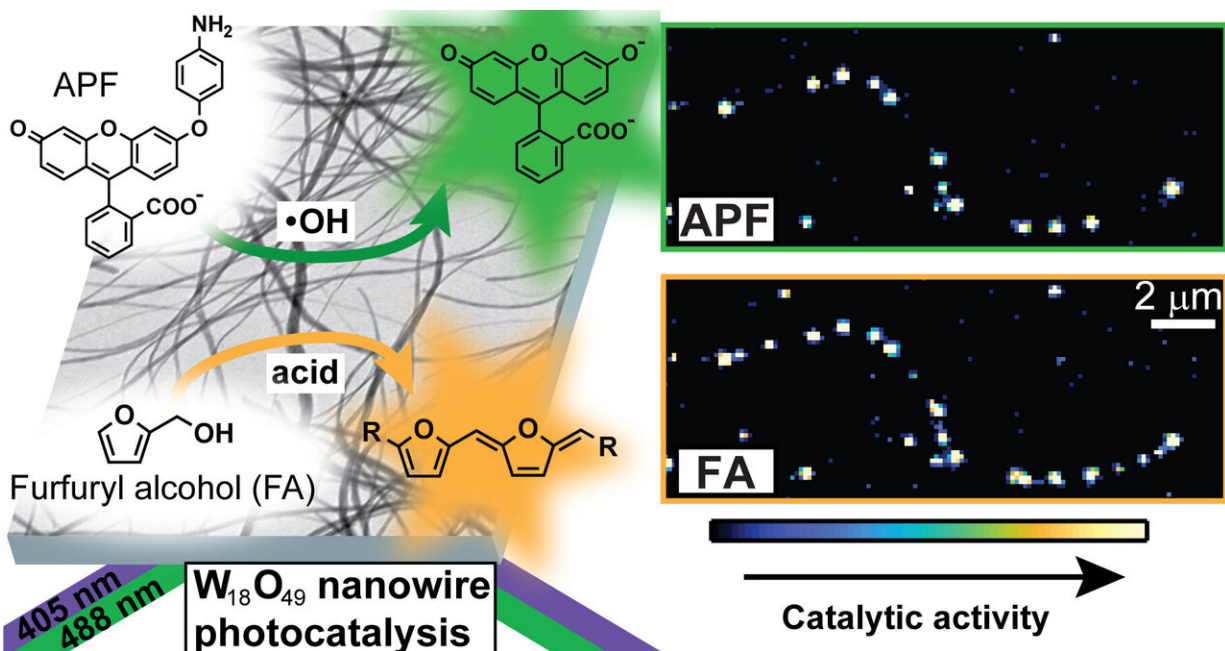 APF
NH₂
O
O
O
COO⁻
•OH
O
O
O⁻
COO⁻
acid
O
OH
Furfuryl alcohol (FA)
R
O
O
R
405 nm
488 nm
W₁₈O₄₉ nanowire
photocatalysis
APF
2 μm
FA
Catalytic activity